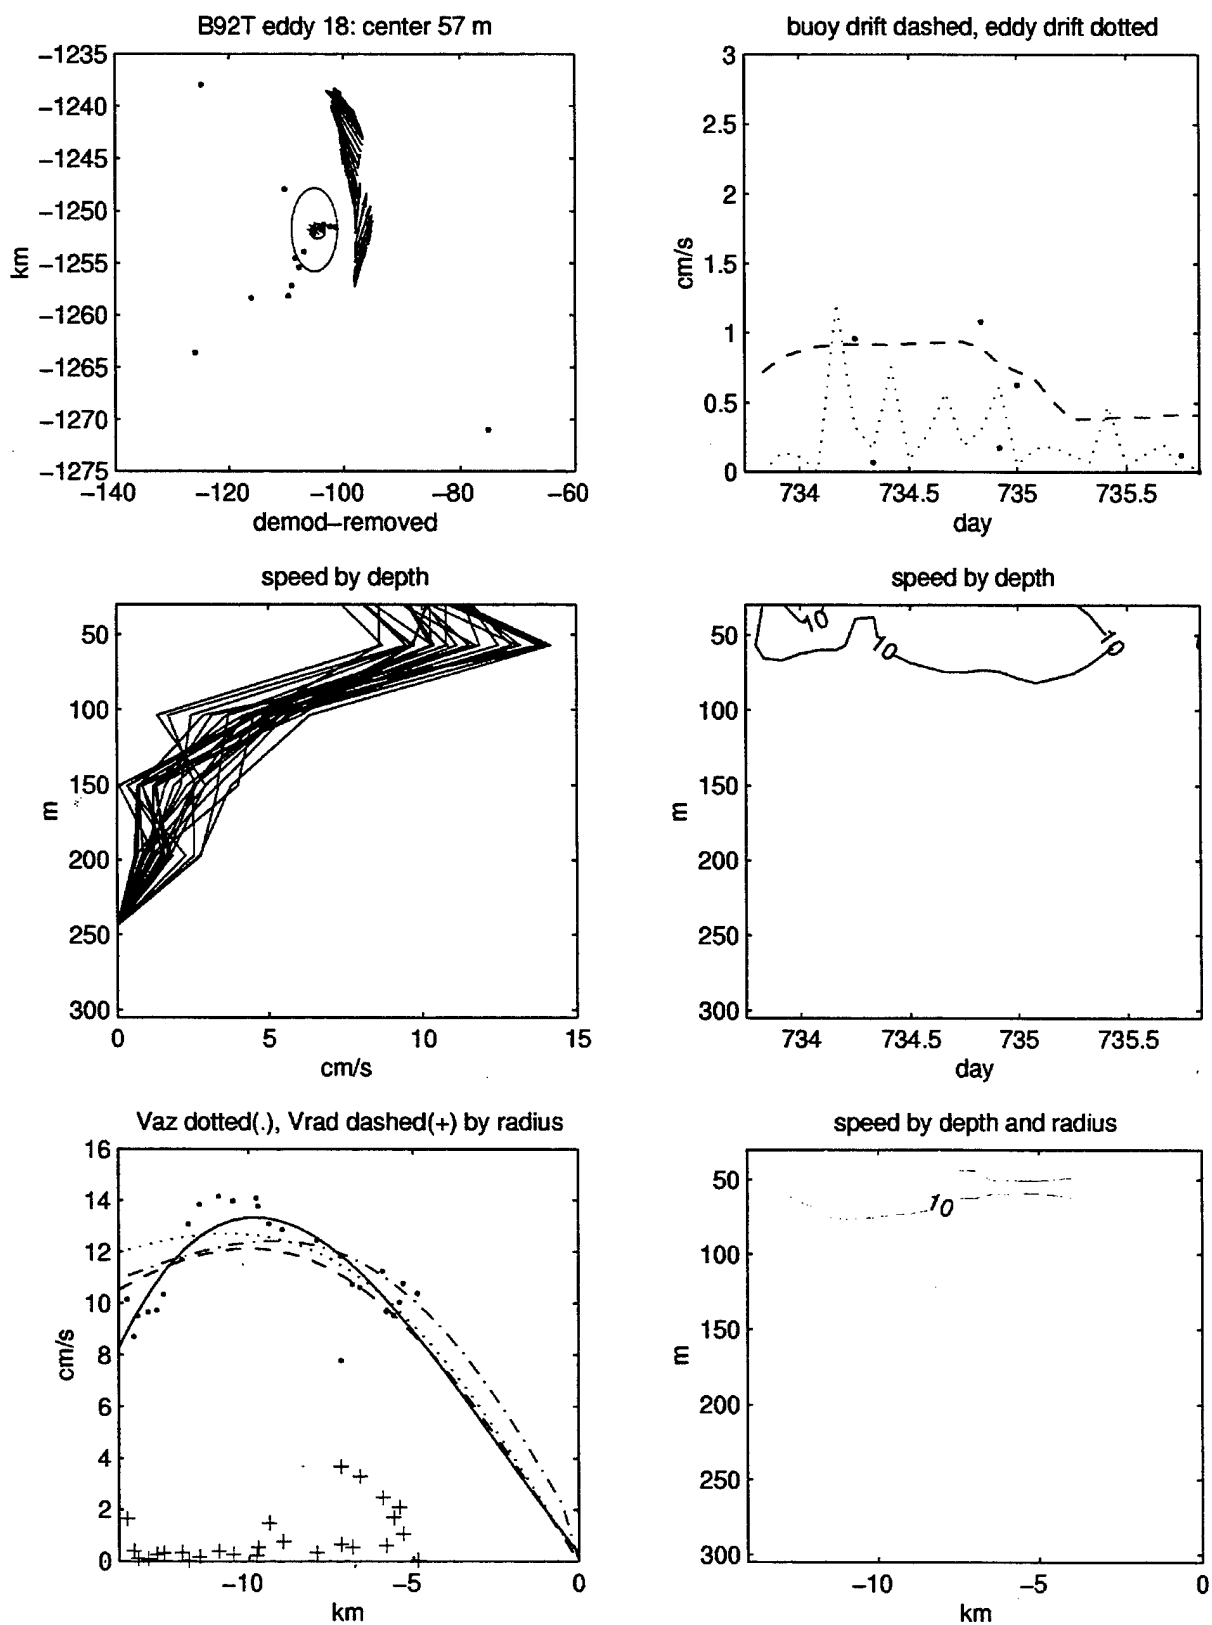 B92T eddy 18: center 57 m
−1235
−1240
−1245
−1250
−1255
−1260
−1265
−1270
−1275
km
−140 −120 −100 −80 −60
demod−removed
buoy drift dashed, eddy drift dotted
3
2.5
2
1.5
1
0.5
0
cm/s
734 734.5 735 735.5
day
speed by depth
50
100
150
200
250
300
m
0 5 10 15
cm/s
speed by depth
50
100
150
200
250
300
m
10
10
10
734 734.5 735 735.5
day
Vaz dotted(.), Vrad dashed(+) by radius
16
14
12
10
8
6
4
2
0
cm/s
−10 −5 0
km
speed by depth and radius
50
100
150
200
250
300
m
10
−10 −5 0
km